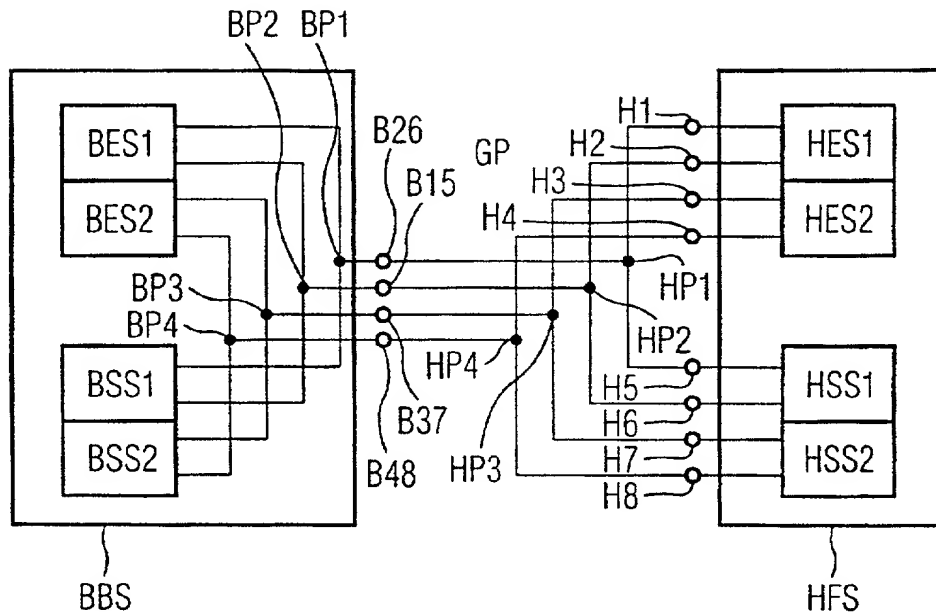 BP2 BP1
BES1
BES2
B26
B15
GP
H1
H2
H3
H4
HES1
HES2
BP3
BP4
HP1
HP2
HP4
BSS1
BSS2
B37
B48
HP3
H5
H6
H7
H8
HSS1
HSS2
BBS
HFS